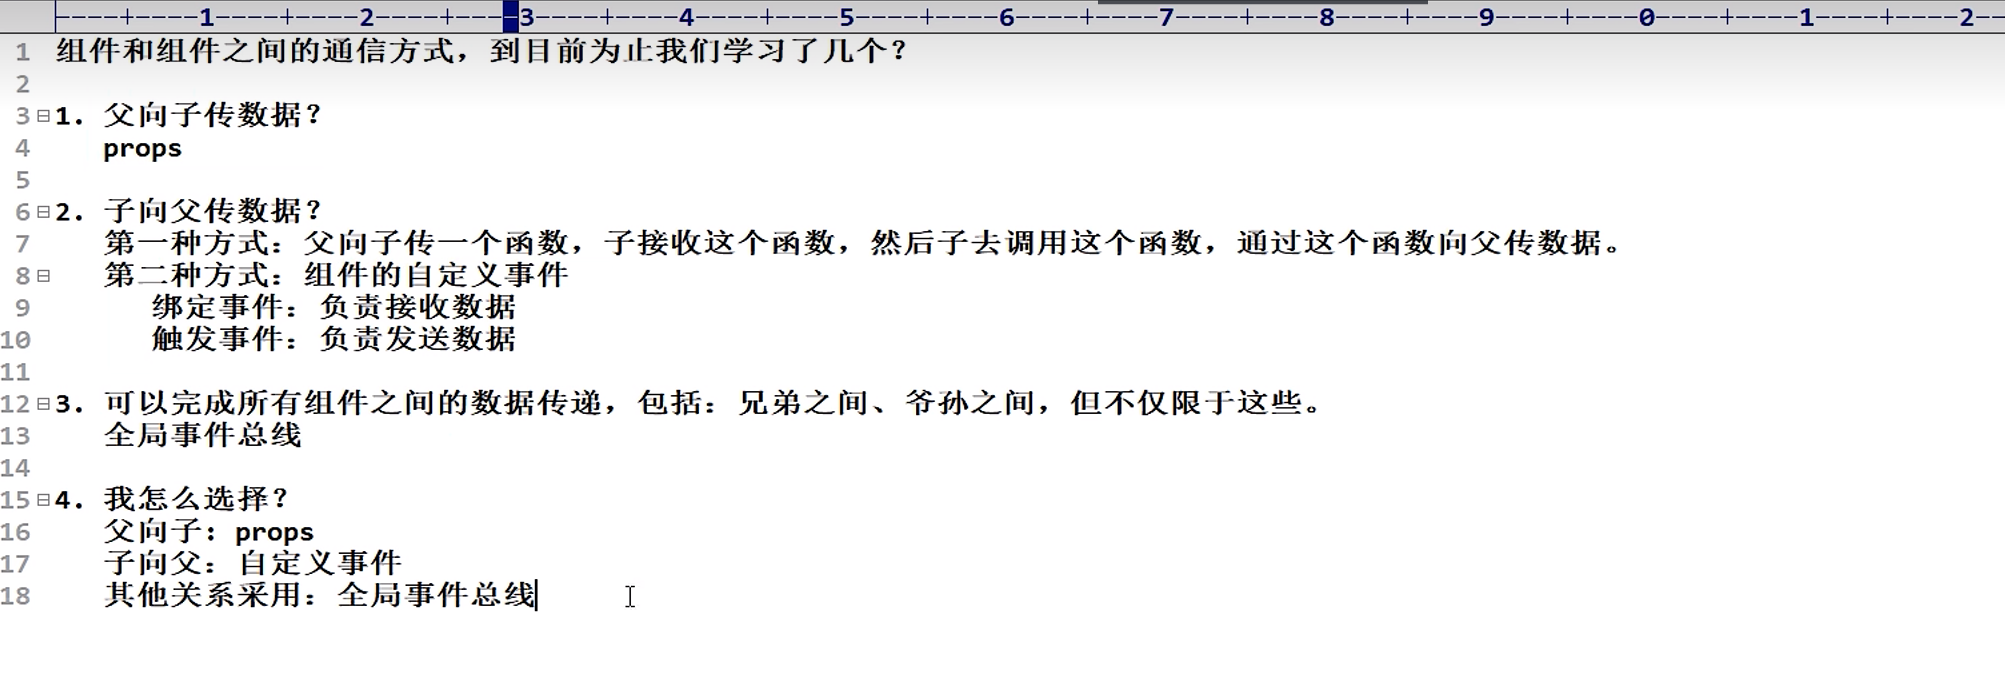 ----+----1----+----2----+----3----+----4----+----5----+----6----+----7----+----8----+----9----+----0----+----1----+----2--
1 组件和组件之间的通信方式，到目前为止我们学习了几个？
2
3 1. 父向子传数据？
4 props
5
6 2. 子向父传数据？
7 第一种方式：父向子传一个函数，子接收这个函数，然后子去调用这个函数，通过这个函数向父传数据。
8 第二种方式：组件的自定义事件
9 绑定事件：负责接收数据
10 触发事件：负责发送数据
11
12 3. 可以完成所有组件之间的数据传递，包括：兄弟之间、爷孙之间，但不仅限于这些。
13 全局事件总线
14
15 4. 我怎么选择？
16 父向子：props
17 子向父：自定义事件
18 其他关系采用：全局事件总线